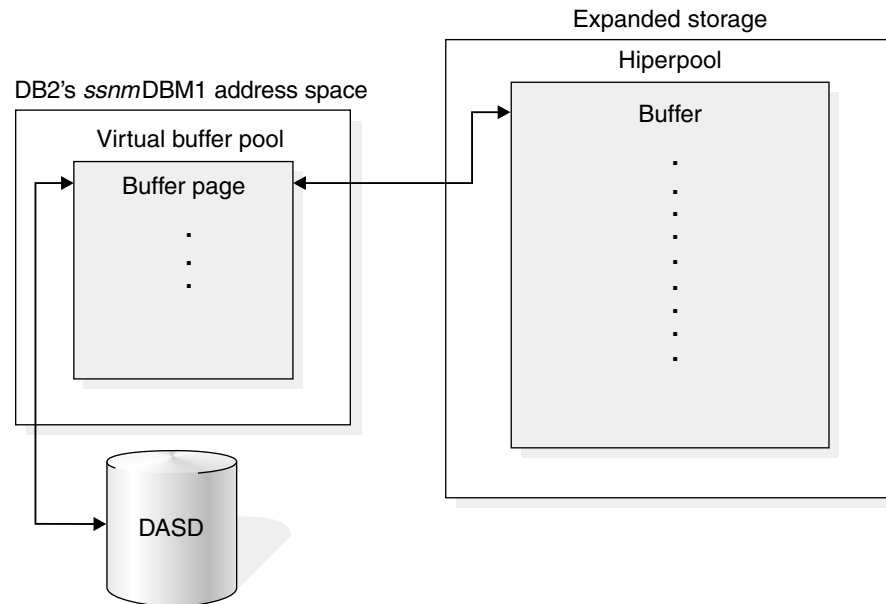 Expanded storage
Hiperpool
DB2's ssnmDBM1 address space
Buffer
Virtual buffer pool
Buffer page
DASD